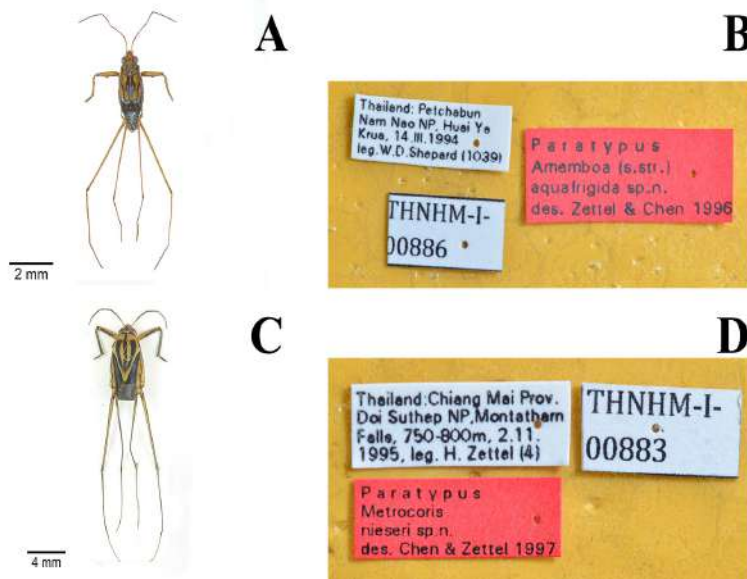 A
B
Thailand: Petchabun
Nam Nao NP, Huai Ya
Krua, 14.III.1994
leg.W.D.Shepard (1039)
Paratypus
Amemboa (s.str.)
aquafrigida sp.n.
des. Zettel & Chen 1996
THNHM-I-
00886
2 mm
C
D
Thailand:Chiang Mai Prov.
Doi Suthep NP,Montatharn
Falls, 750-800m, 2.11.
1995, leg. H. Zettel (4)
THNHM-I-
00883
Paratypus
Metrocoris
nieseri sp.n.
des. Chen & Zettel 1997
4 mm